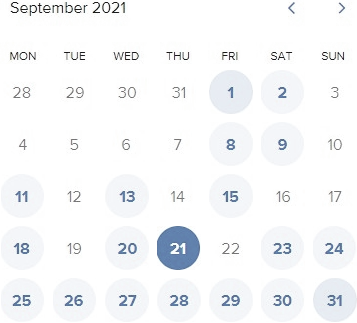 September 2021
MON TUE WED THU FRI SAT SUN
28 29 30 31 1 2 3
4 5 6 7 8 9 10
11 12 13 14 15 16 17
18 19 20 21 22 23 24
25 26 27 28 29 30 31